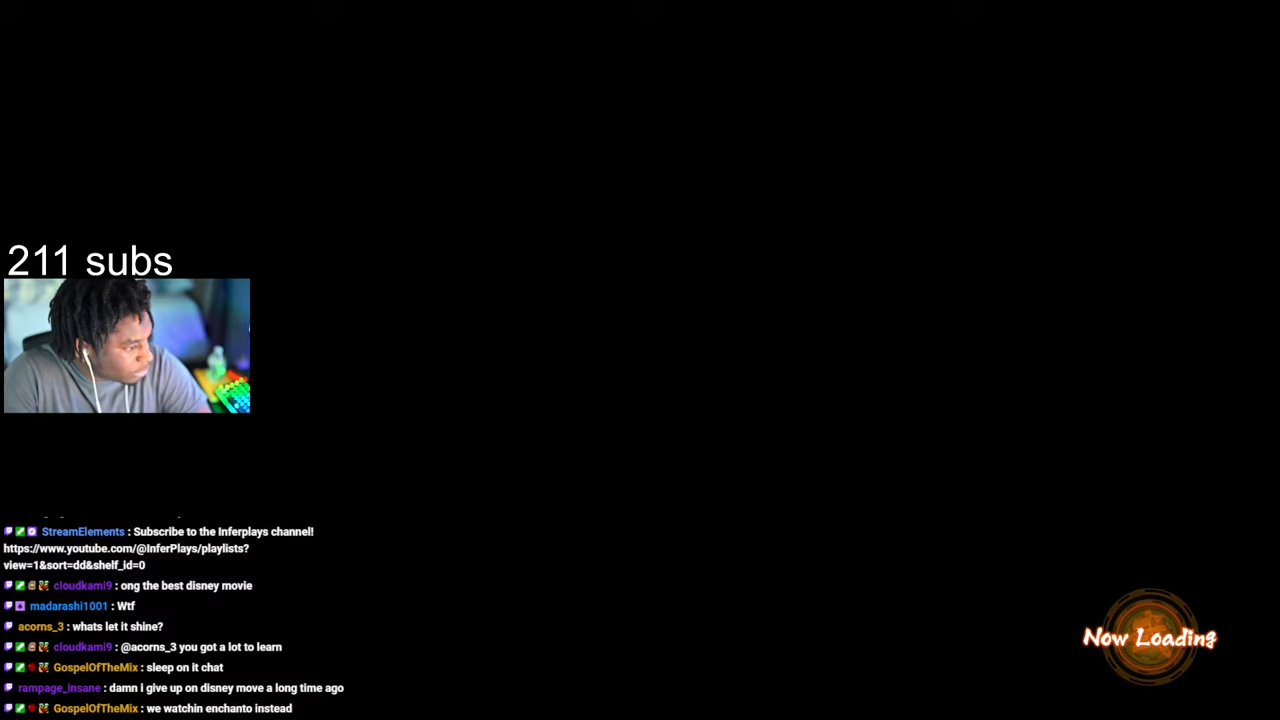 211 subs
StreamElements : Subscribe to the Inferplays channel!
https://www.youtube.com/@InferPlays/playlists?
view=1&sort=dd&shelf_id=0
cloudkami9 : ong the best disney movie
madarashi1001 : Wtf
acorns_3 : whats let it shine?
cloudkami9 : @acorns_3 you got a lot to learn
GospelOfTheMix : sleep on it chat
rampage_insane : damn i give up on disney move a long time ago
GospelOfTheMix : we watchin enchanto instead
Now Loading